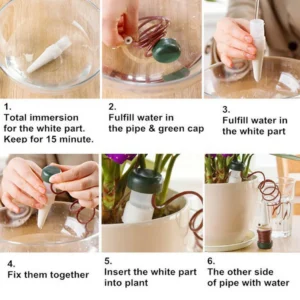 1.
Total immersion
for the white part.
Keep for 15 minute.
2.
Fulfill water in
the pipe & green cap
3.
Fulfill water in
the white part
4.
Fix them together
5.
Insert the white part
into plant
6.
The other side
of pipe with water